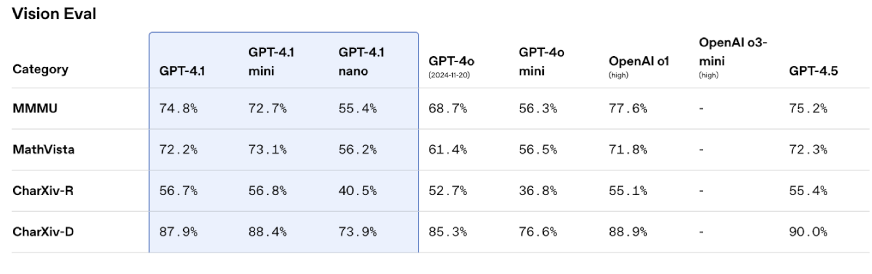 Vision Eval
Category GPT-4.1 GPT-4.1 mini GPT-4.1 nano GPT-4o (2024-11-20) GPT-4o mini OpenAI o1 (high) OpenAI o3-mini (high) GPT-4.5
MMMU 74.8% 72.7% 55.4% 68.7% 56.3% 77.6% - 75.2%
MathVista 72.2% 73.1% 56.2% 61.4% 56.5% 71.8% - 72.3%
CharXiv-R 56.7% 56.8% 40.5% 52.7% 36.8% 55.1% - 55.4%
CharXiv-D 87.9% 88.4% 73.9% 85.3% 76.6% 88.9% - 90.0%